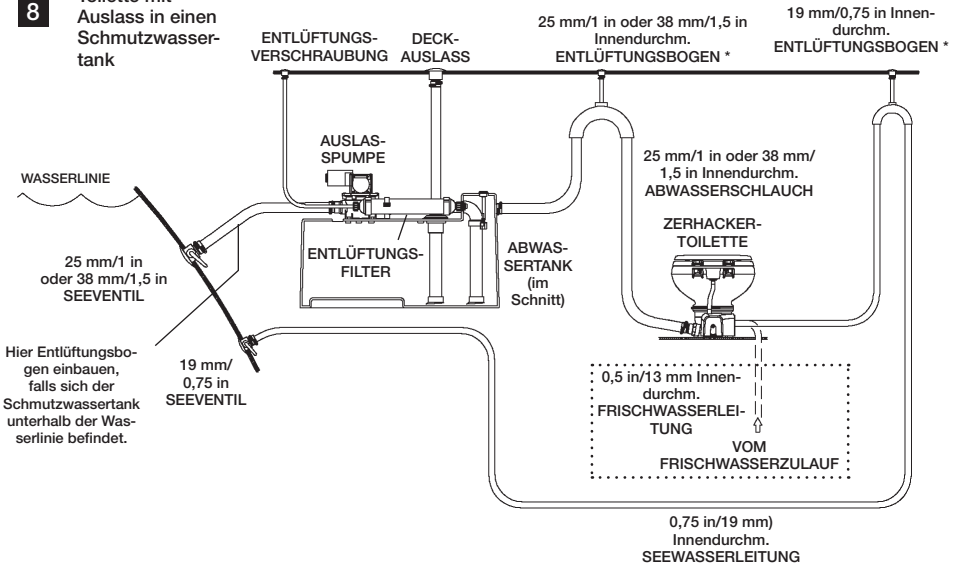 8
Toilette mit
Auslass in einen
Schmutzwasser-
tank
ENTLÜFTUNGS-
VERSCHRAUBUNG
DECK-
AUSLASS
25 mm/1 in oder 38 mm/1,5 in
Innendurchm.
ENTLÜFTUNGSBOGEN *
19 mm/0,75 in Innen-
durchm.
ENTLÜFTUNGSBOGEN *
AUSLAS-
SPUMPE
WASSERLINIE
25 mm/1 in oder 38 mm/
1,5 in Innendurchm.
ABWASSERSCHLAUCH
ZERHACKER-
TOILETTE
ENTLÜFTUNGS-
FILTER
ABWAS-
SERTANK
(im
Schnitt)
25 mm/1 in
oder 38 mm/1,5 in
SEEVENTIL
Hier Entlüftungsbo-
gen einbauen,
falls sich der
Schmutzwassertank
unterhalb der Was-
serlinie befindet.
19 mm/
0,75 in
SEEVENTIL
0,5 in/13 mm Innen-
durchm.
FRISCHWASSERLEI-
TUNG
VOM
FRISCHWASSERZULAUF
0,75 in/19 mm)
Innendurchm.
SEEWASSERLEITUNG